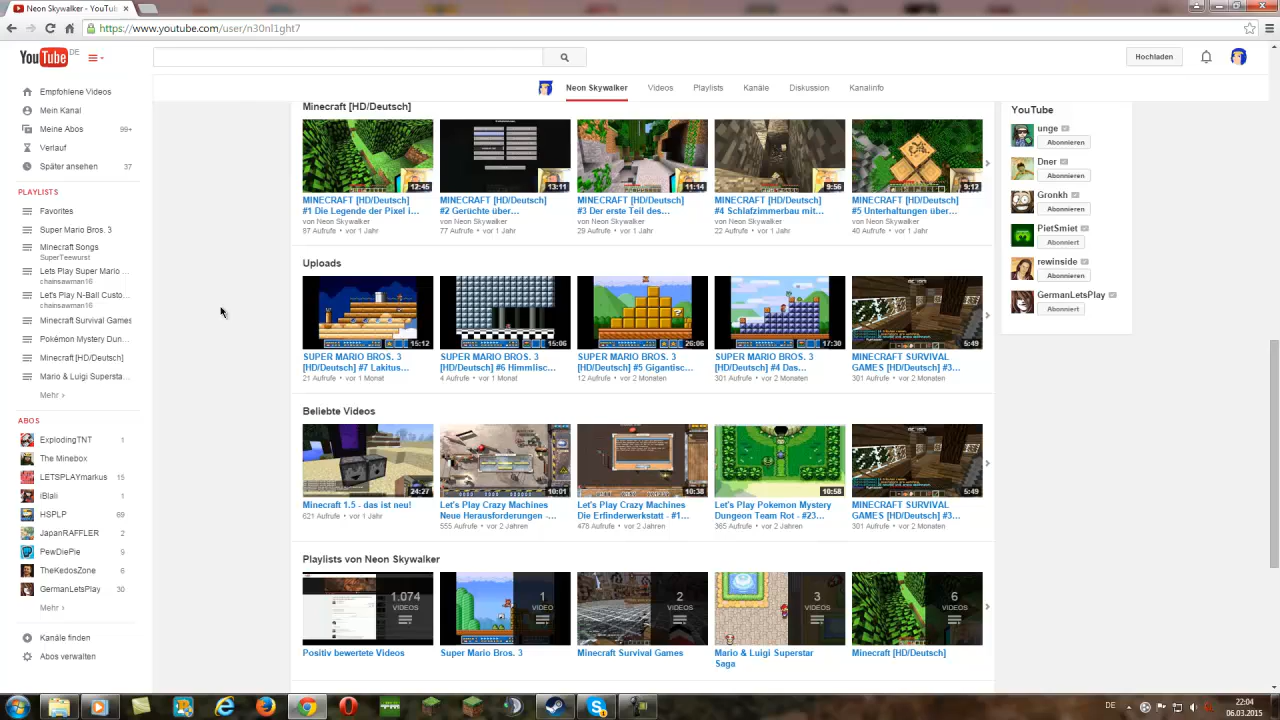 Neon Skywalker - YouTub
https://www.youtube.com/user/n30nl1ght7
YouTube DE
Hochladen
Neon Skywalker Videos Playlists Kanäle Diskussion Kanalinfo
Empfohlene Videos
Mein Kanal
Meine Abos 99+
Verlauf
Später ansehen 37
PLAYLISTS
Favorites
Super Mario Bros. 3
Minecraft Songs
SuperTeewurst
Lets Play Super Mario ...
chainsawman16
Let's Play N-Ball Custo...
chainsawman16
Minecraft Survival Games
Pokémon Mystery Dun...
Minecraft [HD/Deutsch]
Mario & Luigi Supersta...
Mehr ›
ABOS
ExplodingTNT 1
The Minebox
LETSPLAYmarkus 15
iBlali 1
HSPLP 69
JapanRAFFLER 2
PewDiePie 9
TheKedosZone 6
GermanLetsPlay 30
Mehr ›
Kanäle finden
Abos verwalten
Minecraft [HD/Deutsch]
12:45 13:11 11:14 9:56 9:12
MINECRAFT [HD/Deutsch] MINECRAFT [HD/Deutsch] MINECRAFT [HD/Deutsch] MINECRAFT [HD/Deutsch] MINECRAFT [HD/Deutsch]
#1 Die Legende der Pixel i... #2 Gerüchte über... #3 Der erste Teil des... #4 Schlafzimmerbau mit... #5 Unterhaltungen über...
von Neon Skywalker von Neon Skywalker von Neon Skywalker von Neon Skywalker von Neon Skywalker
87 Aufrufe • vor 1 Jahr 77 Aufrufe • vor 1 Jahr 29 Aufrufe • vor 1 Jahr 22 Aufrufe • vor 1 Jahr 40 Aufrufe • vor 1 Jahr
Uploads
15:12 15:06 26:06 17:30 5:49
SUPER MARIO BROS. 3 SUPER MARIO BROS. 3 SUPER MARIO BROS. 3 SUPER MARIO BROS. 3 MINECRAFT SURVIVAL
[HD/Deutsch] #7 Lakitus... [HD/Deutsch] #6 Himmlisc... [HD/Deutsch] #5 Gigantisc... [HD/Deutsch] #4 Das... GAMES [HD/Deutsch] #3...
21 Aufrufe • vor 1 Monat 4 Aufrufe • vor 1 Monat 12 Aufrufe • vor 2 Monaten 301 Aufrufe • vor 2 Monaten 301 Aufrufe • vor 2 Monaten
Beliebte Videos
24:27 10:01 10:38 10:58 5:49
Minecraft 1.5 - das ist neu! Let's Play Crazy Machines Let's Play Crazy Machines Let's Play Pokemon Mystery MINECRAFT SURVIVAL
Neue Herausforderungen -... Die Erfinderwerkstatt - #1... Dungeon Team Rot - #23... GAMES [HD/Deutsch] #3...
621 Aufrufe • vor 1 Jahr 555 Aufrufe • vor 2 Jahren 478 Aufrufe • vor 2 Jahren 365 Aufrufe • vor 2 Jahren 301 Aufrufe • vor 2 Monaten
Playlists von Neon Skywalker
1.074 1 2 3 6
VIDEOS VIDEO VIDEOS VIDEOS VIDEOS
Positiv bewertete Videos Super Mario Bros. 3 Minecraft Survival Games Mario & Luigi Superstar Minecraft [HD/Deutsch]
Saga
YouTube
unge
Abonnieren
Dner
Abonnieren
Gronkh
Abonnieren
PietSmiet
Abonniert
rewinside
Abonnieren
GermanLetsPlay
Abonniert
DE
22:04
06.03.2015